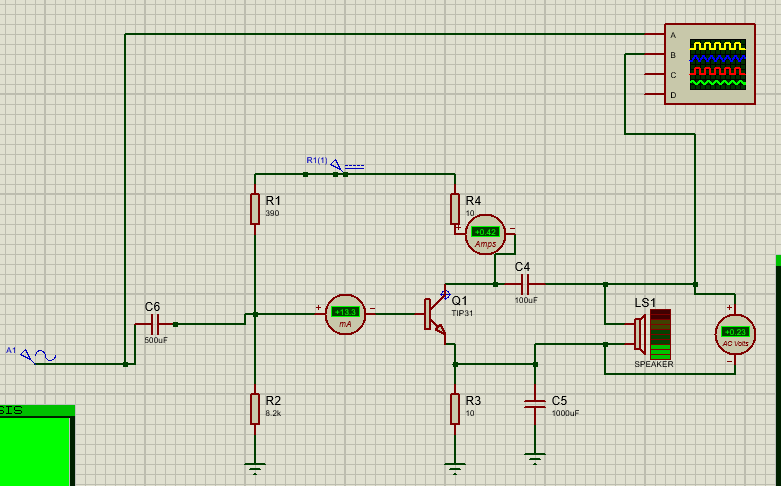 A
B
C
D
R1(1)
R1
390
R4
10
+
-
+0.42
Amps
C4
100uF
C6
500uF
+
-
+13.3
mA
Q1
TIP31
LS1
SPEAKER
+
-
+0.23
AC Volts
A1
R2
8.2k
R3
10
C5
1000uF
SIS